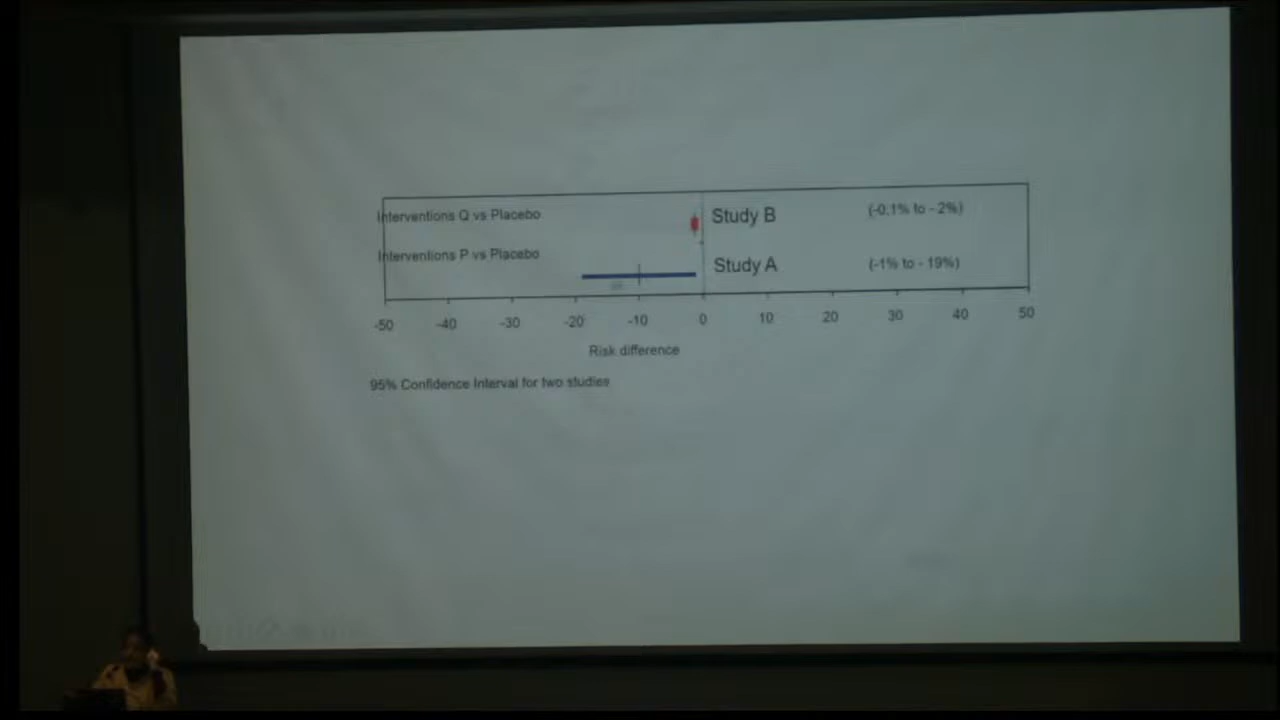 Interventions Q vs Placebo Study B (-0.1% to - 2%)
Interventions P vs Placebo Study A (-1% to - 19%)
-50 -40 -30 -20 -10 0 10 20 30 40 50
Risk difference
95% Confidence Interval for two studies